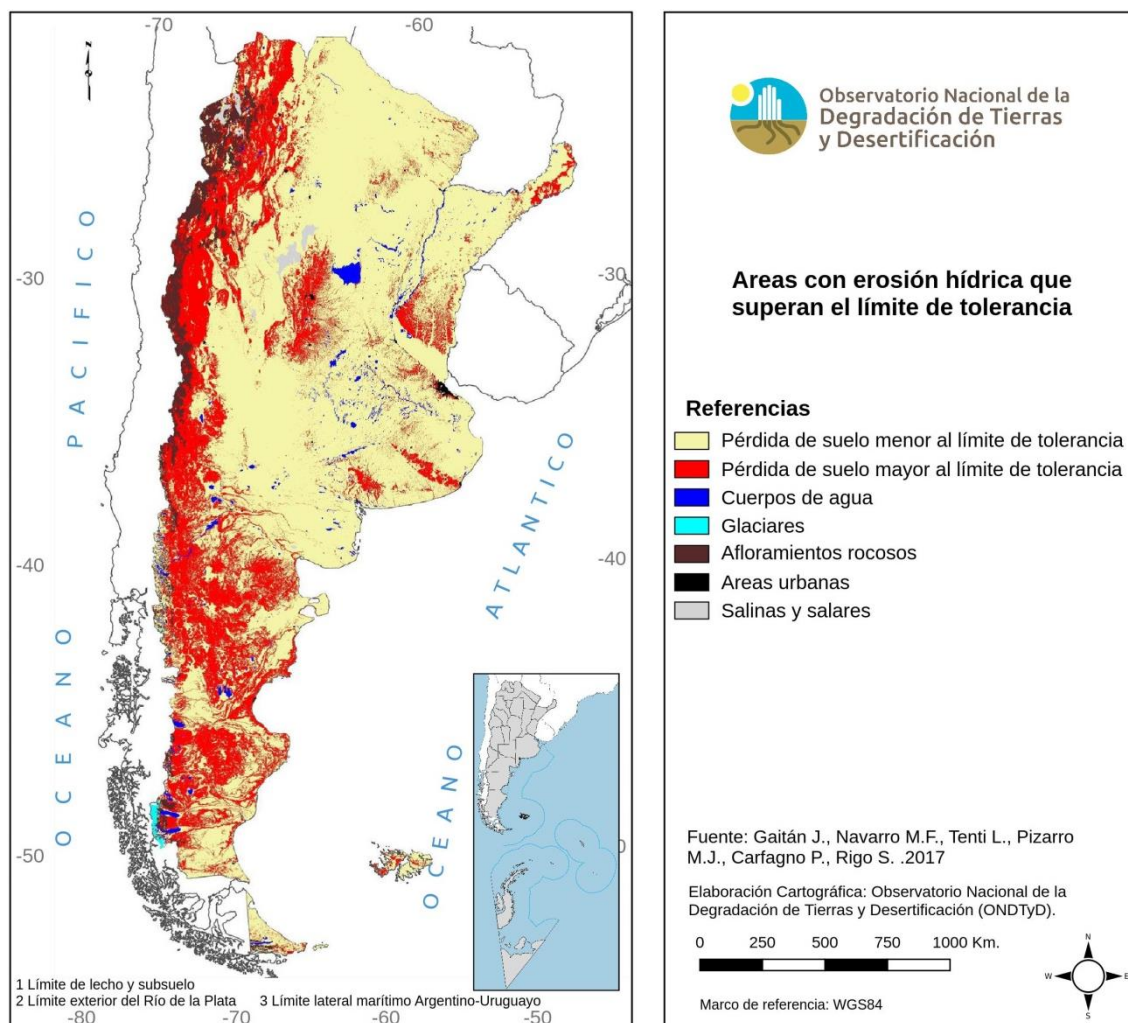 -70
-60
z
-30
-30
-40
-40
-50
0
OCEANO PACIFICO
OCEANO ATLANTICO
1 Límite de lecho y subsuelo
2 Límite exterior del Río de la Plata 3 Límite lateral marítimo Argentino-Uruguayo
-80
-70
-60
-50
Observatorio Nacional de la
Degradación de Tierras
y Desertificación
Areas con erosión hídrica que
superan el límite de tolerancia
Referencias
Pérdida de suelo menor al límite de tolerancia
Pérdida de suelo mayor al límite de tolerancia
Cuerpos de agua
Glaciares
Afloramientos rocosos
Areas urbanas
Salinas y salares
Fuente: Gaitán J., Navarro M.F., Tenti L., Pizarro
M.J., Carfagno P., Rigo S. .2017
Elaboración Cartográfica: Observatorio Nacional de la
Degradación de Tierras y Desertificación (ONDTyD).
0 250 500 750 1000 Km.
Marco de referencia: WGS84
N
W E
S